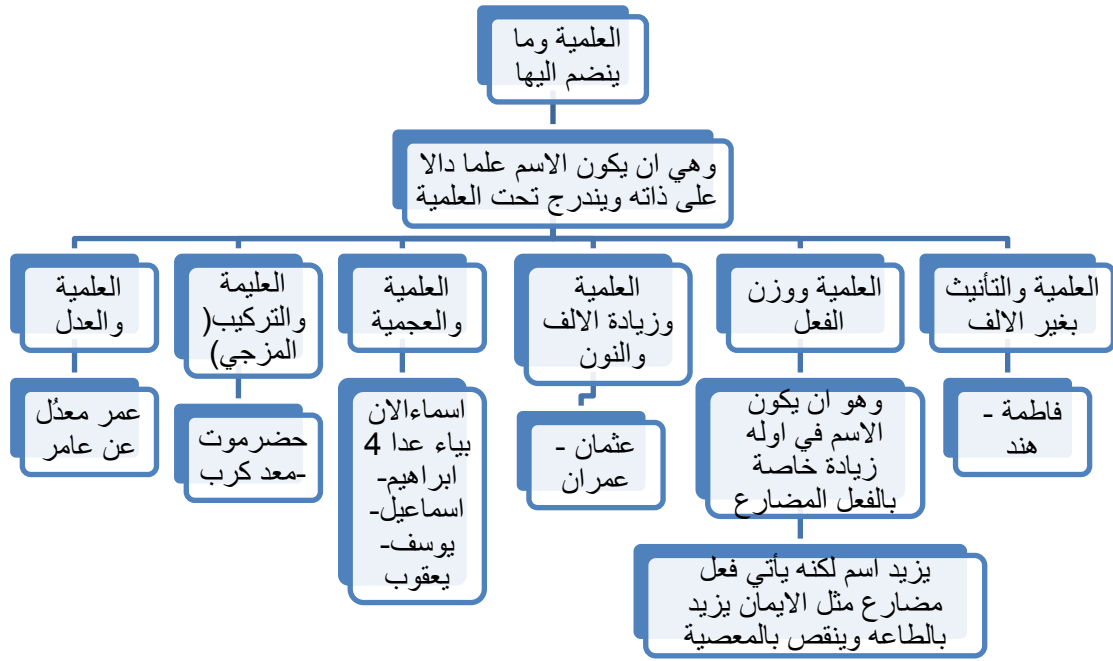 العلمية وما
ينضم اليها
وهي ان يكون الاسم علما دالا
على ذاته ويندرج تحت العلمية
العلمية والتأنيث
بغير الالف
فاطمة -
هند
العلمية ووزن
الفعل
وهو ان يكون
الاسم في اوله
زيادة خاصة
بالفعل المضارع
يزيد اسم لكنه يأتي فعل
مضارع مثل الايمان يزيد
بالطاعه وينقص بالمعصية
العلمية
وزيادة الالف
والنون
عثمان -
عمران
العلمية
والعجمية
اسماءالان
بياء عدا 4
ابراهيم-
اسماعيل-
يوسف-
يعقوب
العليمة
والتركيب(
المزجي)
حضرموت
-معد كرب
العلمية
والعدل
عمر معدُل
عن عامر